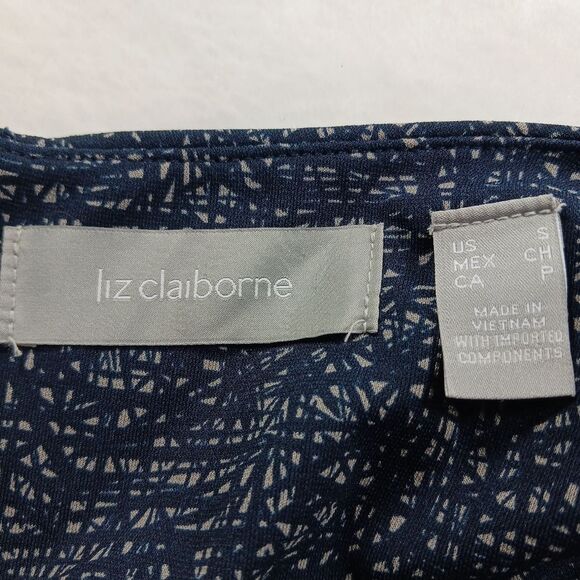 liz claiborne
US S
MEX CH
CA P
MADE IN
VIETNAM
WITH IMPORTED
COMPONENTS